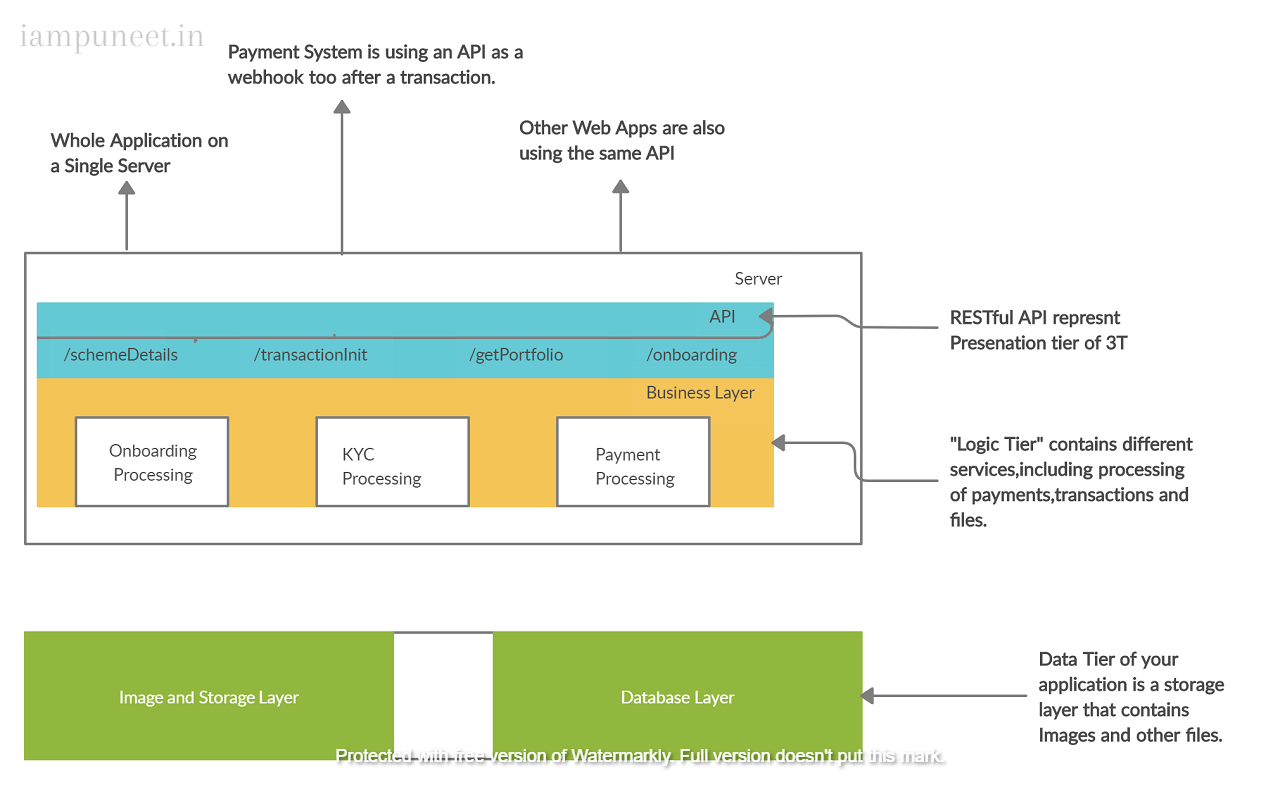 iampuneet.in
Payment System is using an API as a
webhook too after a transaction.
Whole Application on
a Single Server
Other Web Apps are also
using the same API
Server
API
/schemeDetails
/transactionInit
/getPortfolio
/onboarding
RESTful API represnt
Presenation tier of 3T
Business Layer
Onboarding
Processing
KYC
Processing
Payment
Processing
"Logic Tier" contains different
services,including processing
of payments,transactions and
files.
Image and Storage Layer
Database Layer
Data Tier of your
application is a storage
layer that contains
Images and other files.
Protected with free version of Watermarkly. Full version doesn't put this mark.